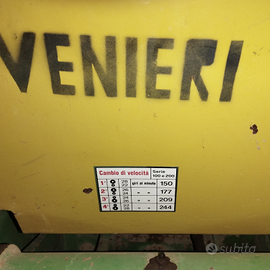 VENIERI
Cambio di velocità Serie 100 e 200
1ª giri al minuto 150
2ª " " 177
3ª " " 209
4ª " " 244
subito